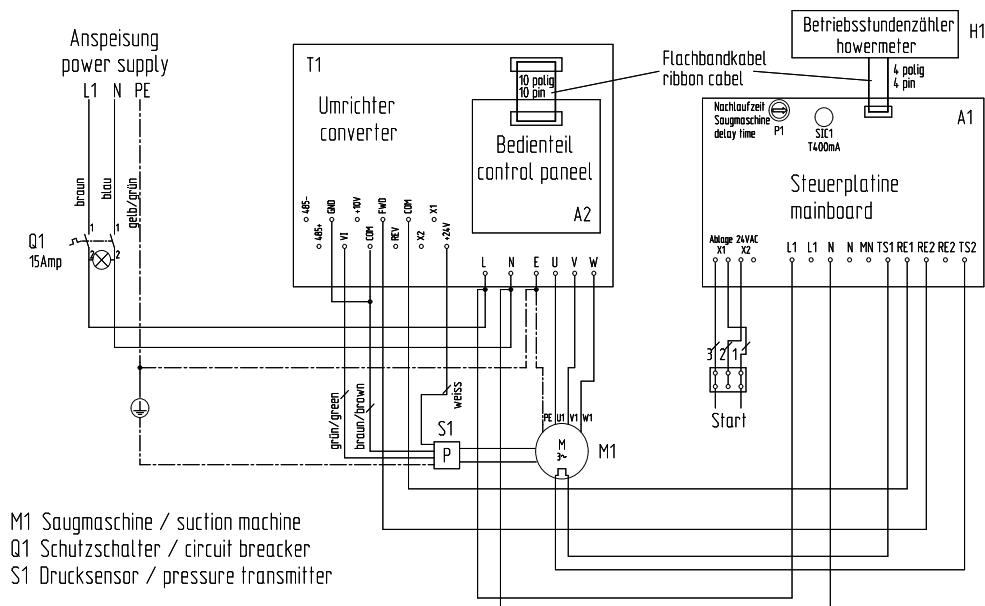 Anspeisung
power supply
L1 N PE
braun
blau
gelb/grün
Q1
15Amp
1
1
2
2
T1
Umrichter
converter
10 polig
10 pin
Bedienteil
control paneel
A2
485-
GND
+10V
FWD
COM
X1
485+
VI
COM
REV
X2
+24V
L N E U V W
Flachbandkabel
ribbon cabel
Betriebsstundenzähler
howermeter
H1
4 polig
4 pin
Nachlaufzeit
Saugmaschine
delay time
P1
SIC1
T400mA
A1
Steuerplatine
mainboard
Ablage 24VAC
X1 X2
L1 L1 N N MN TS1 RE1 RE2 RE2 TS2
3 2 1
Start
grün/green
braun/brawn
weiss
S1
P
PE U1 V1 W1
M
3~
M1
M1 Saugmaschine / suction machine
Q1 Schutzschalter / circuit breacker
S1 Drucksensor / pressure transmitter